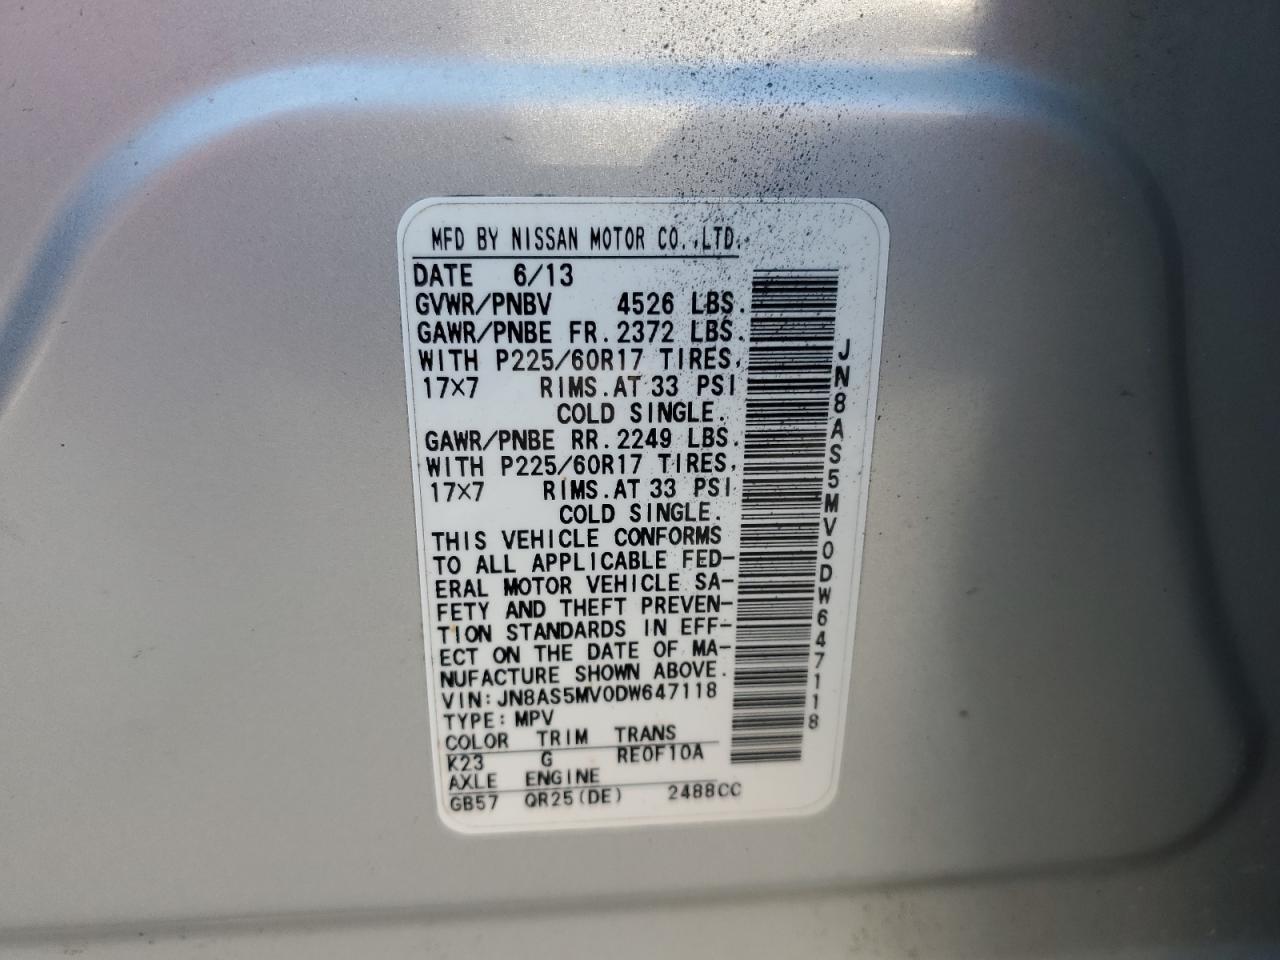 MFD BY NISSAN MOTOR CO.,LTD.
DATE 6/13
GVWR/PNBV 4526 LBS.
GAWR/PNBE FR.2372 LBS.
WITH P225/60R17 TIRES,
17×7 RIMS.AT 33 PSI
COLD SINGLE.
GAWR/PNBE RR.2249 LBS.
WITH P225/60R17 TIRES,
17×7 RIMS.AT 33 PSI
COLD SINGLE.
THIS VEHICLE CONFORMS
TO ALL APPLICABLE FED-
ERAL MOTOR VEHICLE SA-
FETY AND THEFT PREVEN-
TION STANDARDS IN EFF-
ECT ON THE DATE OF MA-
NUFACTURE SHOWN ABOVE.
VIN:JN8AS5MV0DW647118
TYPE:MPV
COLOR TRIM TRANS
K23 G RE0F10A
AXLE ENGINE
GB57 QR25(DE) 2488CC
JN8AS5MV0DW647118